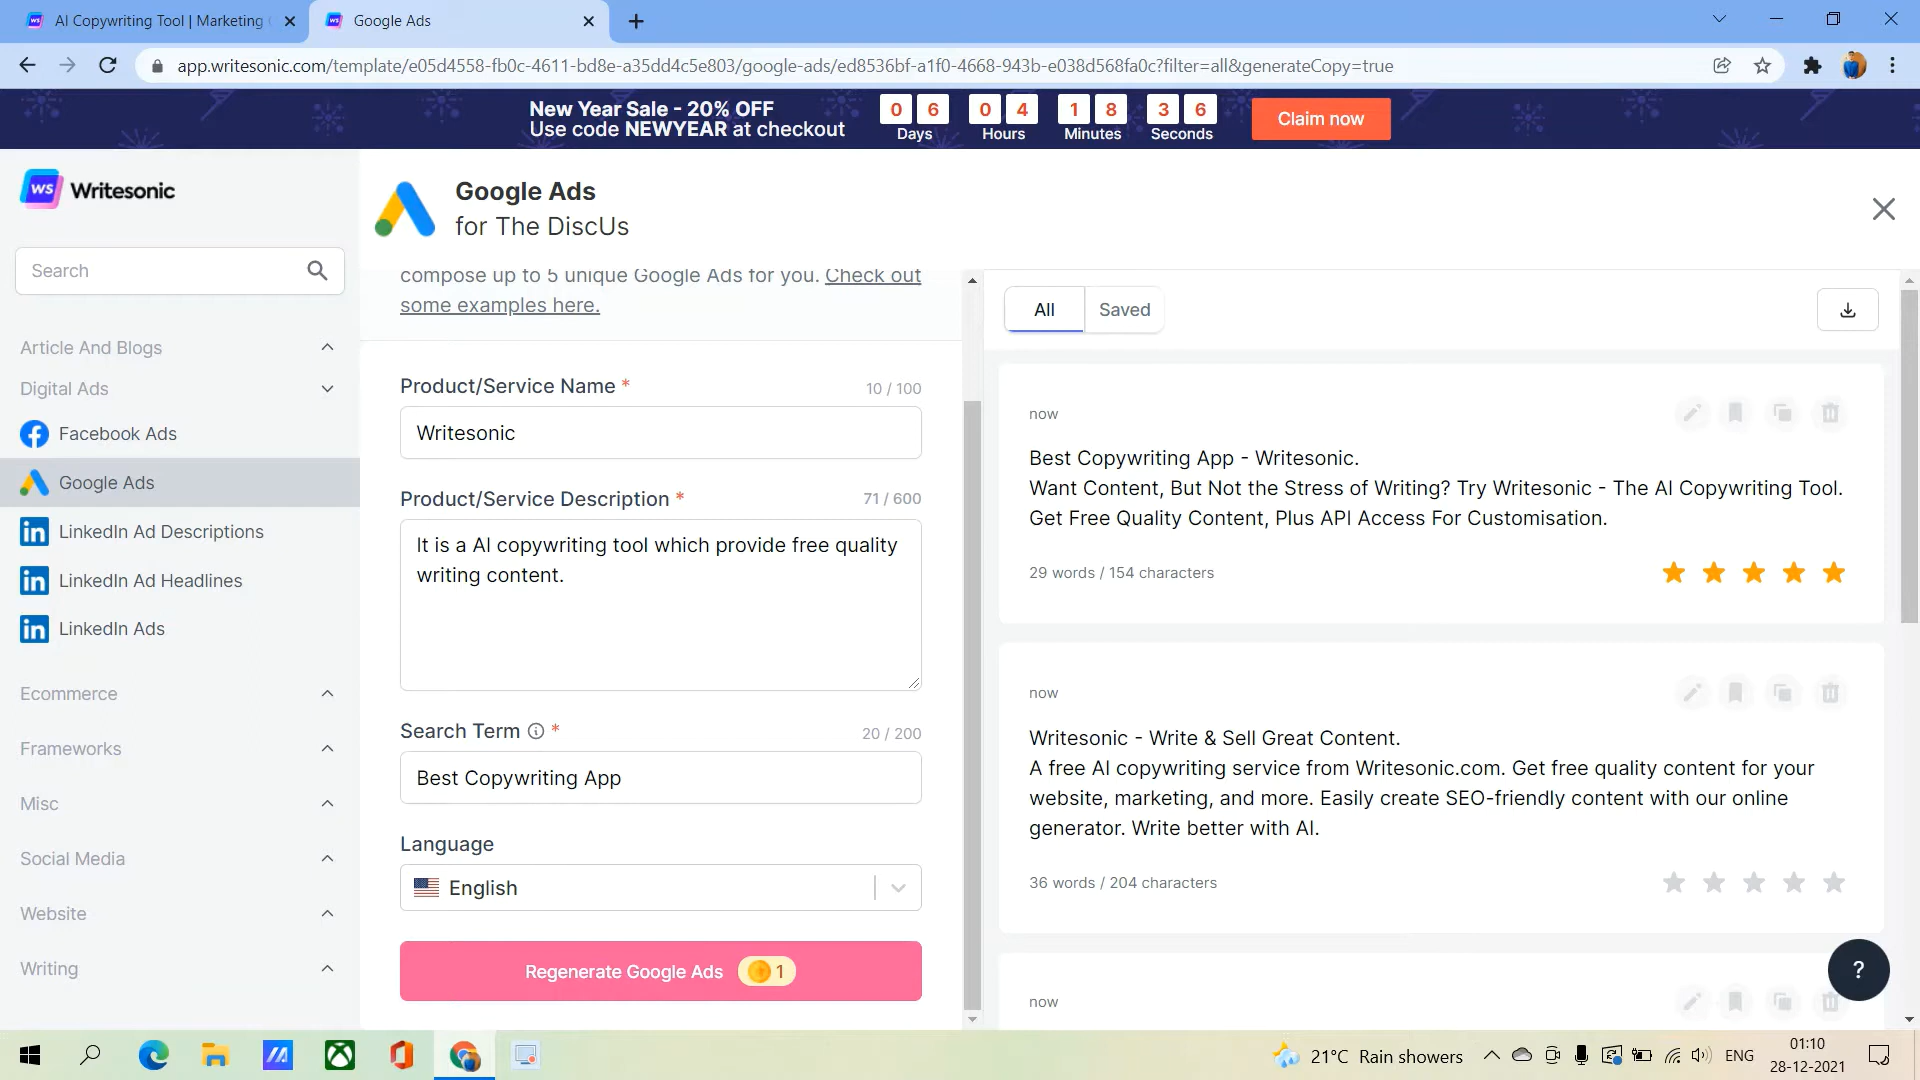 AI Copywriting Tool | Marketing
Google Ads
app.writesonic.com/template/e05d4558-fb0c-4611-bd8e-a35dd4c5e803/google-ads/ed8536bf-a1f0-4668-943b-e038d568fa0c?filter=all&generateCopy=true
New Year Sale - 20% OFF
Use code NEWYEAR at checkout
0 6 0 4 1 8 3 6
Days Hours Minutes Seconds
Claim now
WS Writesonic
Google Ads
for The DiscUs
Search
Article And Blogs
Digital Ads
Facebook Ads
Google Ads
LinkedIn Ad Descriptions
LinkedIn Ad Headlines
LinkedIn Ads
Ecommerce
Frameworks
Misc
Social Media
Website
Writing
compose up to 5 unique Google Ads for you. Check out
some examples here.
Product/Service Name * 10 / 100
Writesonic
Product/Service Description * 71 / 600
It is a AI copywriting tool which provide free quality
writing content.
Search Term * 20 / 200
Best Copywriting App
Language
English
Regenerate Google Ads 1
All Saved
now
Best Copywriting App - Writesonic.
Want Content, But Not the Stress of Writing? Try Writesonic - The AI Copywriting Tool.
Get Free Quality Content, Plus API Access For Customisation.
29 words / 154 characters
now
Writesonic - Write & Sell Great Content.
A free AI copywriting service from Writesonic.com. Get free quality content for your
website, marketing, and more. Easily create SEO-friendly content with our online
generator. Write better with AI.
36 words / 204 characters
now
?
21°C Rain showers
ENG
01:10
28-12-2021